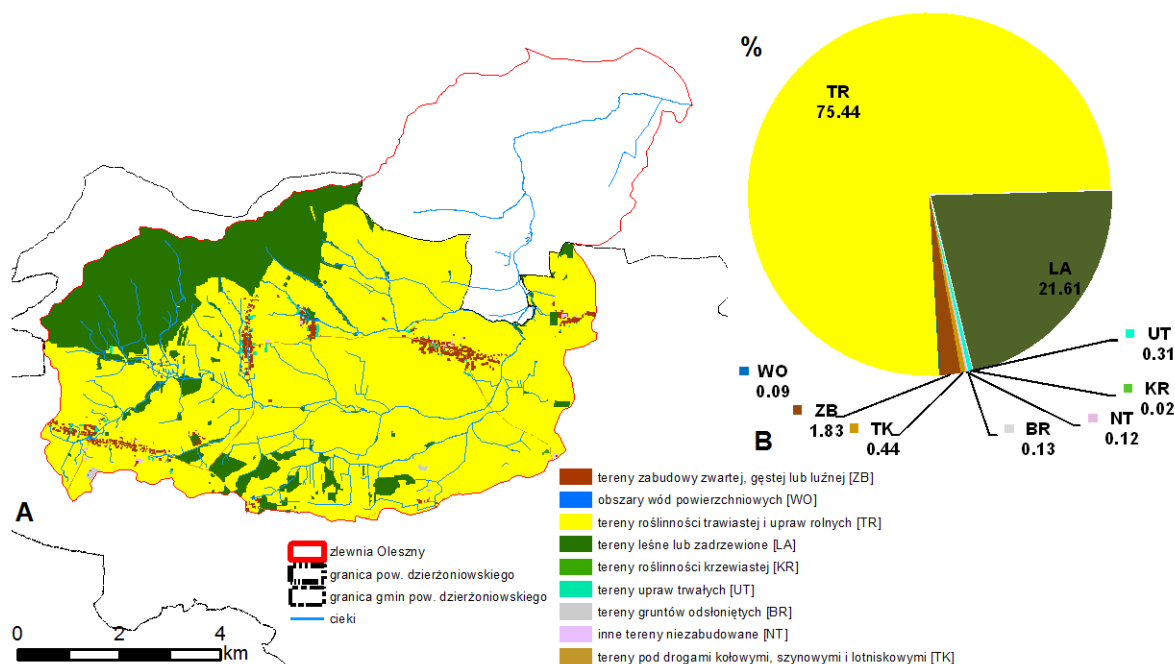 %
TR
75.44
LA
21.61
UT
0.31
KR
0.02
NT
0.12
BR
0.13
TK
0.44
ZB
1.83
WO
0.09
B
A
zlewnia Oleszny
granica pow. dzierżoniowskiego
granica gmin pow. dzierżoniowskiego
cieki
0 2 4
km
tereny zabudowy zwartej, gęstej lub luźnej [ZB]
obszary wód powierzchniowych [WO]
tereny roślinności trawiastej i upraw rolnych [TR]
tereny leśne lub zadrzewione [LA]
tereny roślinności krzewiastej [KR]
tereny upraw trwałych [UT]
tereny gruntów odsłoniętych [BR]
inne tereny niezabudowane [NT]
tereny pod drogami kołowymi, szynowymi i lotniskowymi [TK]